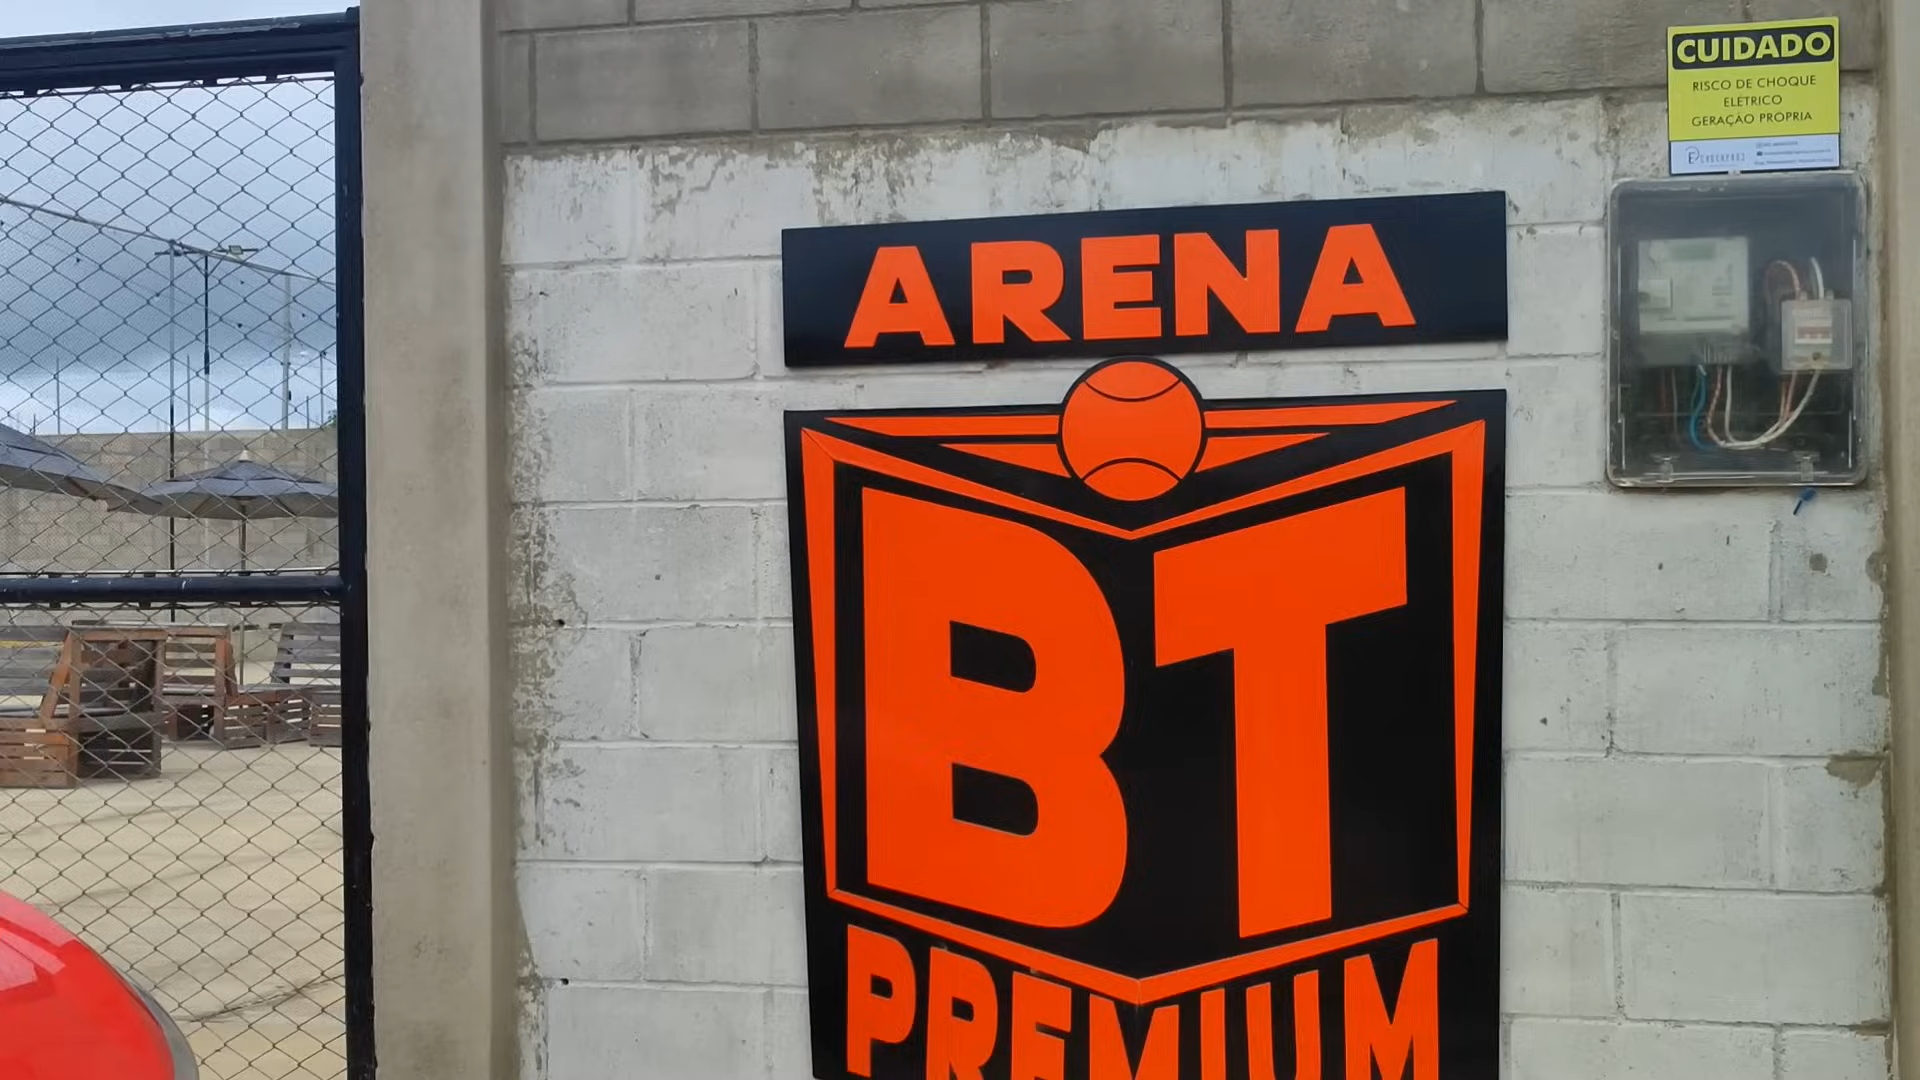 CUIDADO
RISCO DE CHOQUE
ELÉTRICO
GERAÇÃO PRÓPRIA
ARENA
BT
PREMIUM